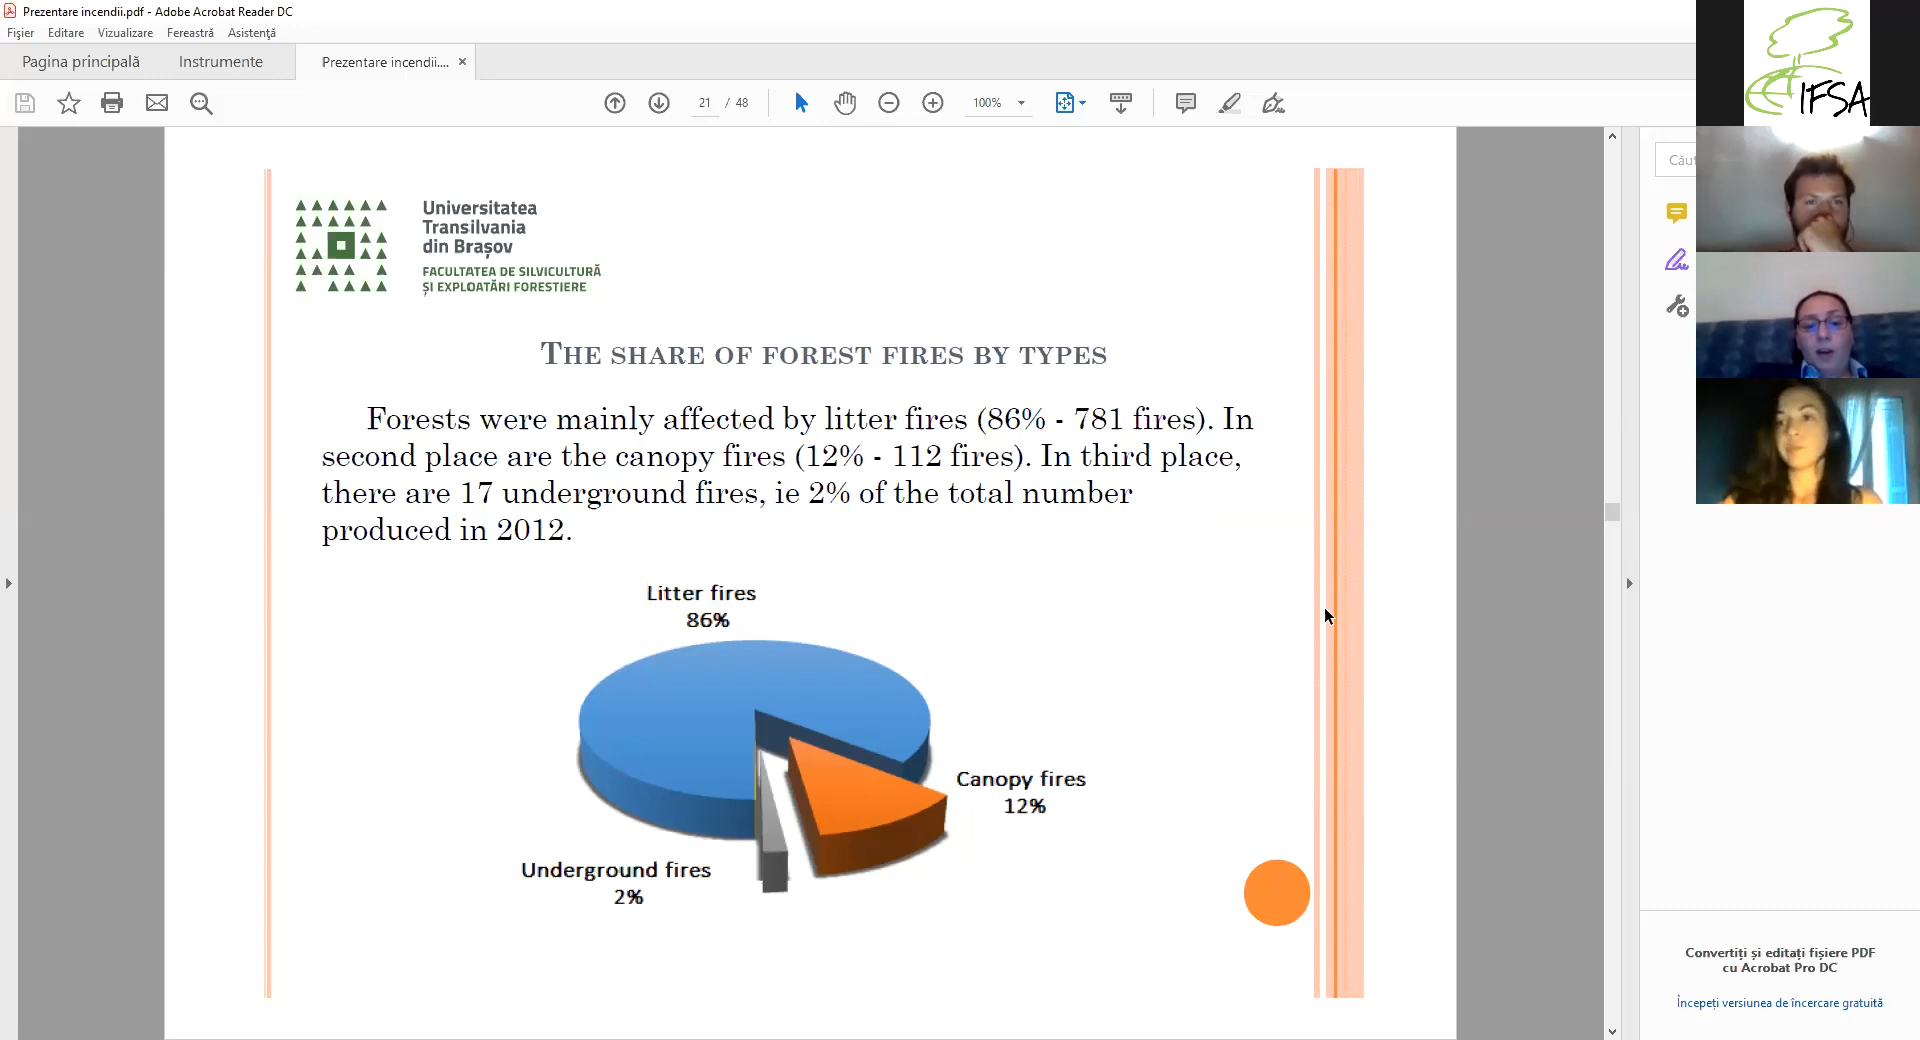 Prezentare incendii.pdf - Adobe Acrobat Reader DC
Fișier Editare Vizualizare Fereastră Asistență
Pagina principală Instrumente Prezentare incendii.... ×
21 / 48 100%
IFSA
Universitatea
Transilvania
din Brașov
FACULTATEA DE SILVICULTURĂ
ȘI EXPLOATĂRI FORESTIERE
THE SHARE OF FOREST FIRES BY TYPES
Forests were mainly affected by litter fires (86% - 781 fires). In
second place are the canopy fires (12% - 112 fires). In third place,
there are 17 underground fires, ie 2% of the total number
produced in 2012.
Litter fires
86%
Canopy fires
12%
Underground fires
2%
Convertiți și editați fișiere PDF
cu Acrobat Pro DC
Începeți versiunea de încercare gratuită